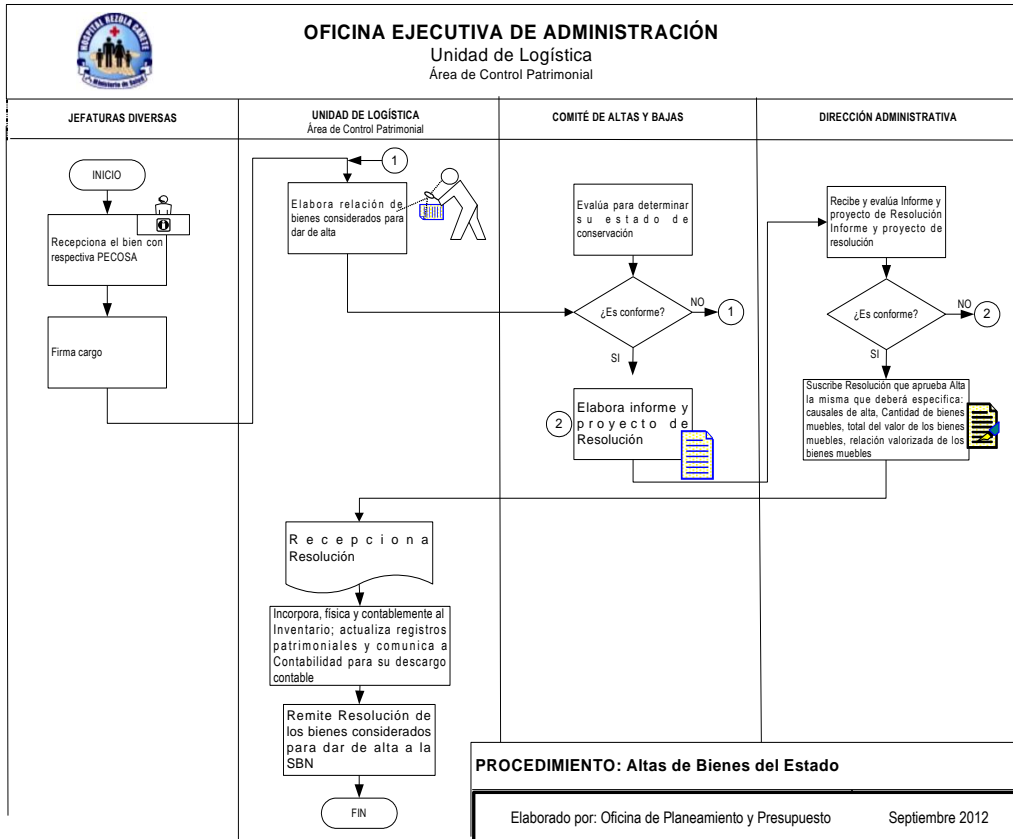 HOSPITAL REZOLA CAÑETE
Ministerio de Salud
OFICINA EJECUTIVA DE ADMINISTRACIÓN
Unidad de Logística
Área de Control Patrimonial
JEFATURAS DIVERSAS
UNIDAD DE LOGÍSTICA
Área de Control Patrimonial
COMITÉ DE ALTAS Y BAJAS
DIRECCIÓN ADMINISTRATIVA
INICIO
Recepciona el bien con
respectiva PECOSA
Firma cargo
1
Elabora relación de
bienes considerados para
dar de alta
Evalúa para determinar
su estado de
conservación
¿Es conforme?
NO
1
SI
2
Elabora informe y
proyecto de
Resolución
Recibe y evalúa Informe y
proyecto de Resolución
Informe y proyecto de
resolución
¿Es conforme?
NO
2
SI
Suscribe Resolución que aprueba Alta
la misma que deberá especifica:
causales de alta, Cantidad de bienes
muebles, total del valor de los bienes
muebles, relación valorizada de los
bienes muebles
Recepciona
Resolución
Incorpora, física y contablemente al
Inventario; actualiza registros
patrimoniales y comunica a
Contabilidad para su descargo
contable
Remite Resolución de
los bienes considerados
para dar de alta a la
SBN
FIN
PROCEDIMIENTO: Altas de Bienes del Estado
Elaborado por: Oficina de Planeamiento y Presupuesto
Septiembre 2012